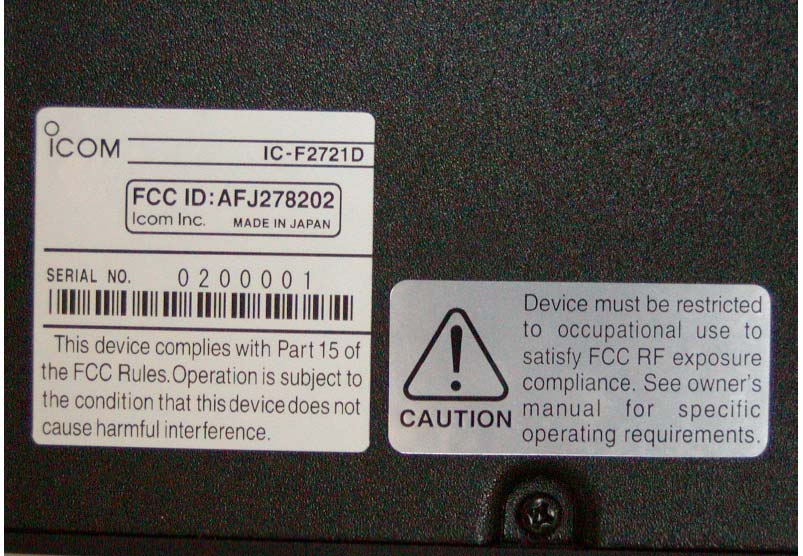 ICOM
IC-F2721D
FCC ID:AFJ278202
Icom Inc. MADE IN JAPAN
SERIAL NO. 0200001
This device complies with Part 15 of
the FCC Rules.Operation is subject to
the condition that this device does not
cause harmful interference.
CAUTION
Device must be restricted
to occupational use to
satisfy FCC RF exposure
compliance. See owner's
manual for specific
operating requirements.